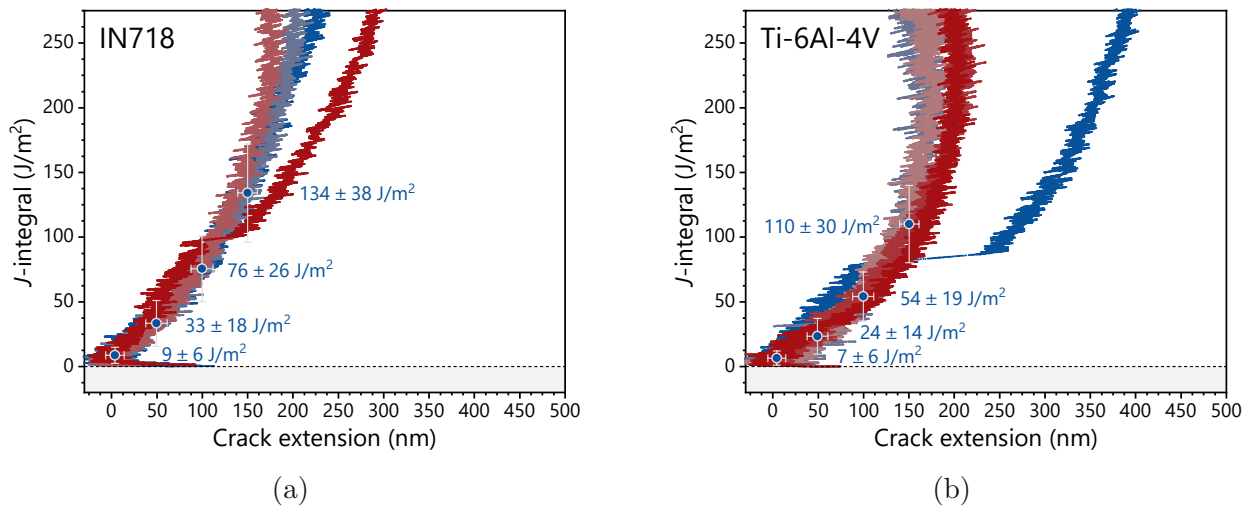 IN718
J-integral (J/m²)
250
200
150
100
50
0
134 ± 38 J/m²
76 ± 26 J/m²
33 ± 18 J/m²
9 ± 6 J/m²
0 50 100 150 200 250 300 350 400 450 500
Crack extension (nm)
(a)
Ti-6Al-4V
J-integral (J/m²)
250
200
150
100
50
0
110 ± 30 J/m²
54 ± 19 J/m²
24 ± 14 J/m²
7 ± 6 J/m²
0 50 100 150 200 250 300 350 400 450 500
Crack extension (nm)
(b)